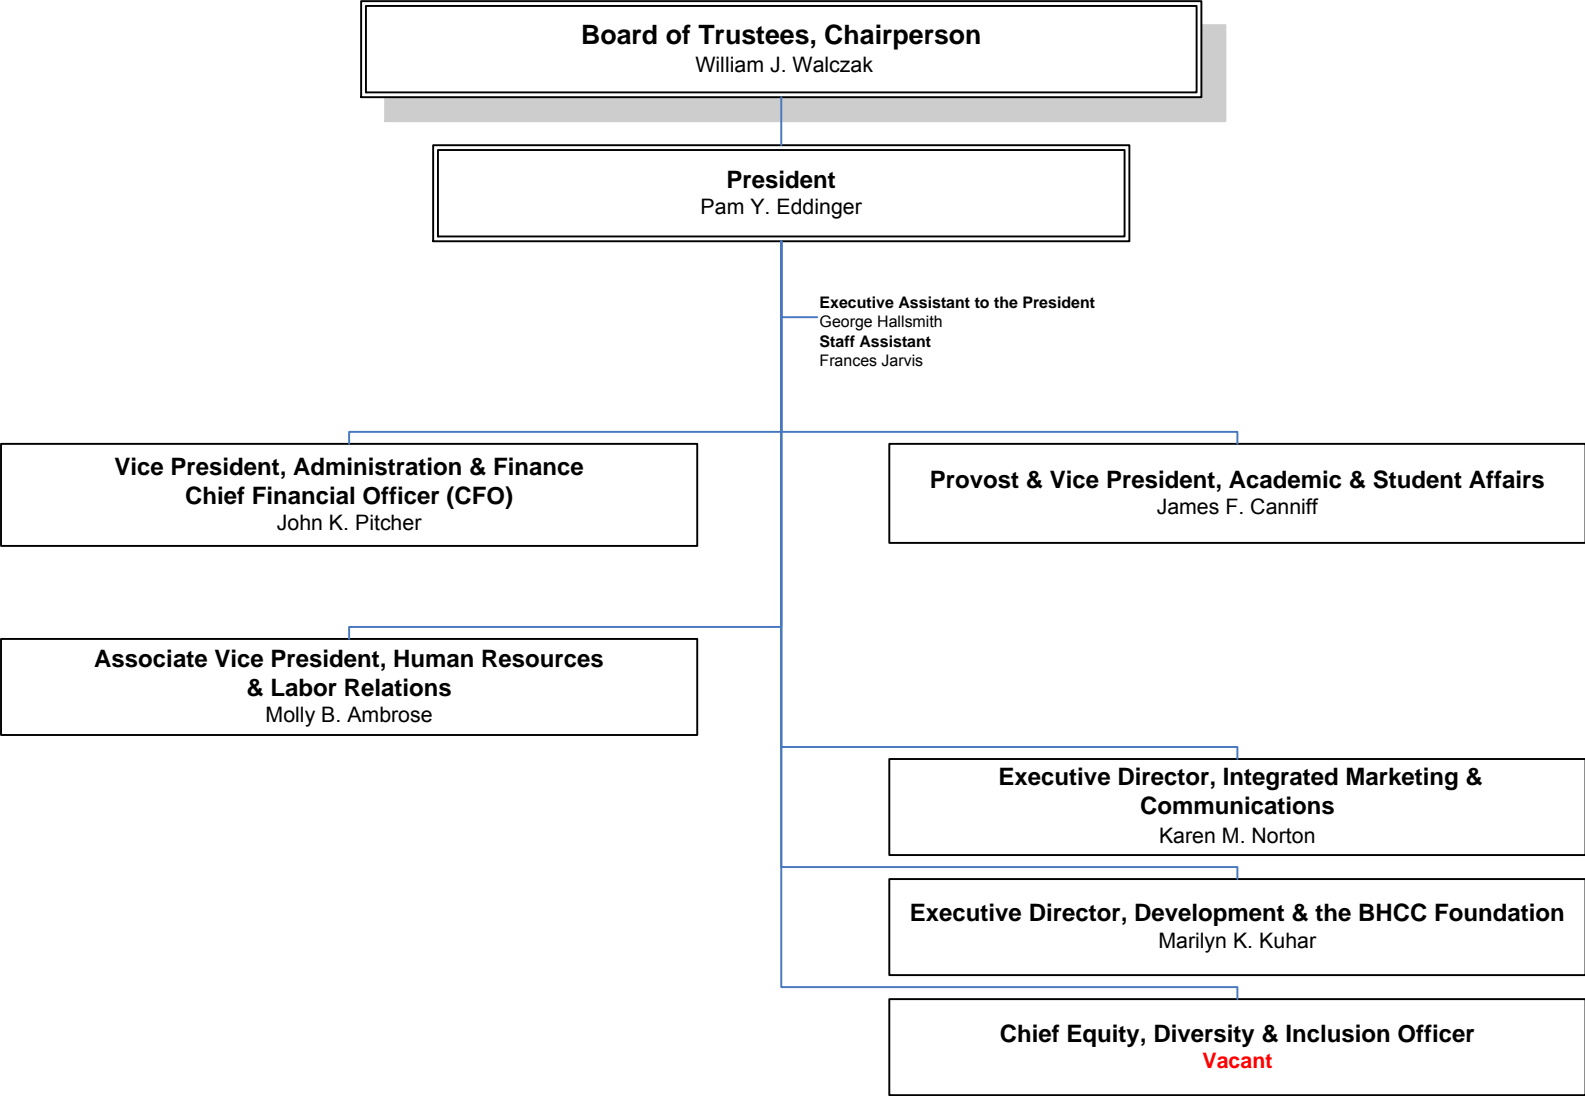 Board of Trustees, Chairperson
William J. Walczak
President
Pam Y. Eddinger
Executive Assistant to the President
George Hallsmith
Staff Assistant
Frances Jarvis
Vice President, Administration & Finance
Chief Financial Officer (CFO)
John K. Pitcher
Provost & Vice President, Academic & Student Affairs
James F. Canniff
Associate Vice President, Human Resources
& Labor Relations
Molly B. Ambrose
Executive Director, Integrated Marketing &
Communications
Karen M. Norton
Executive Director, Development & the BHCC Foundation
Marilyn K. Kuhar
Chief Equity, Diversity & Inclusion Officer
Vacant